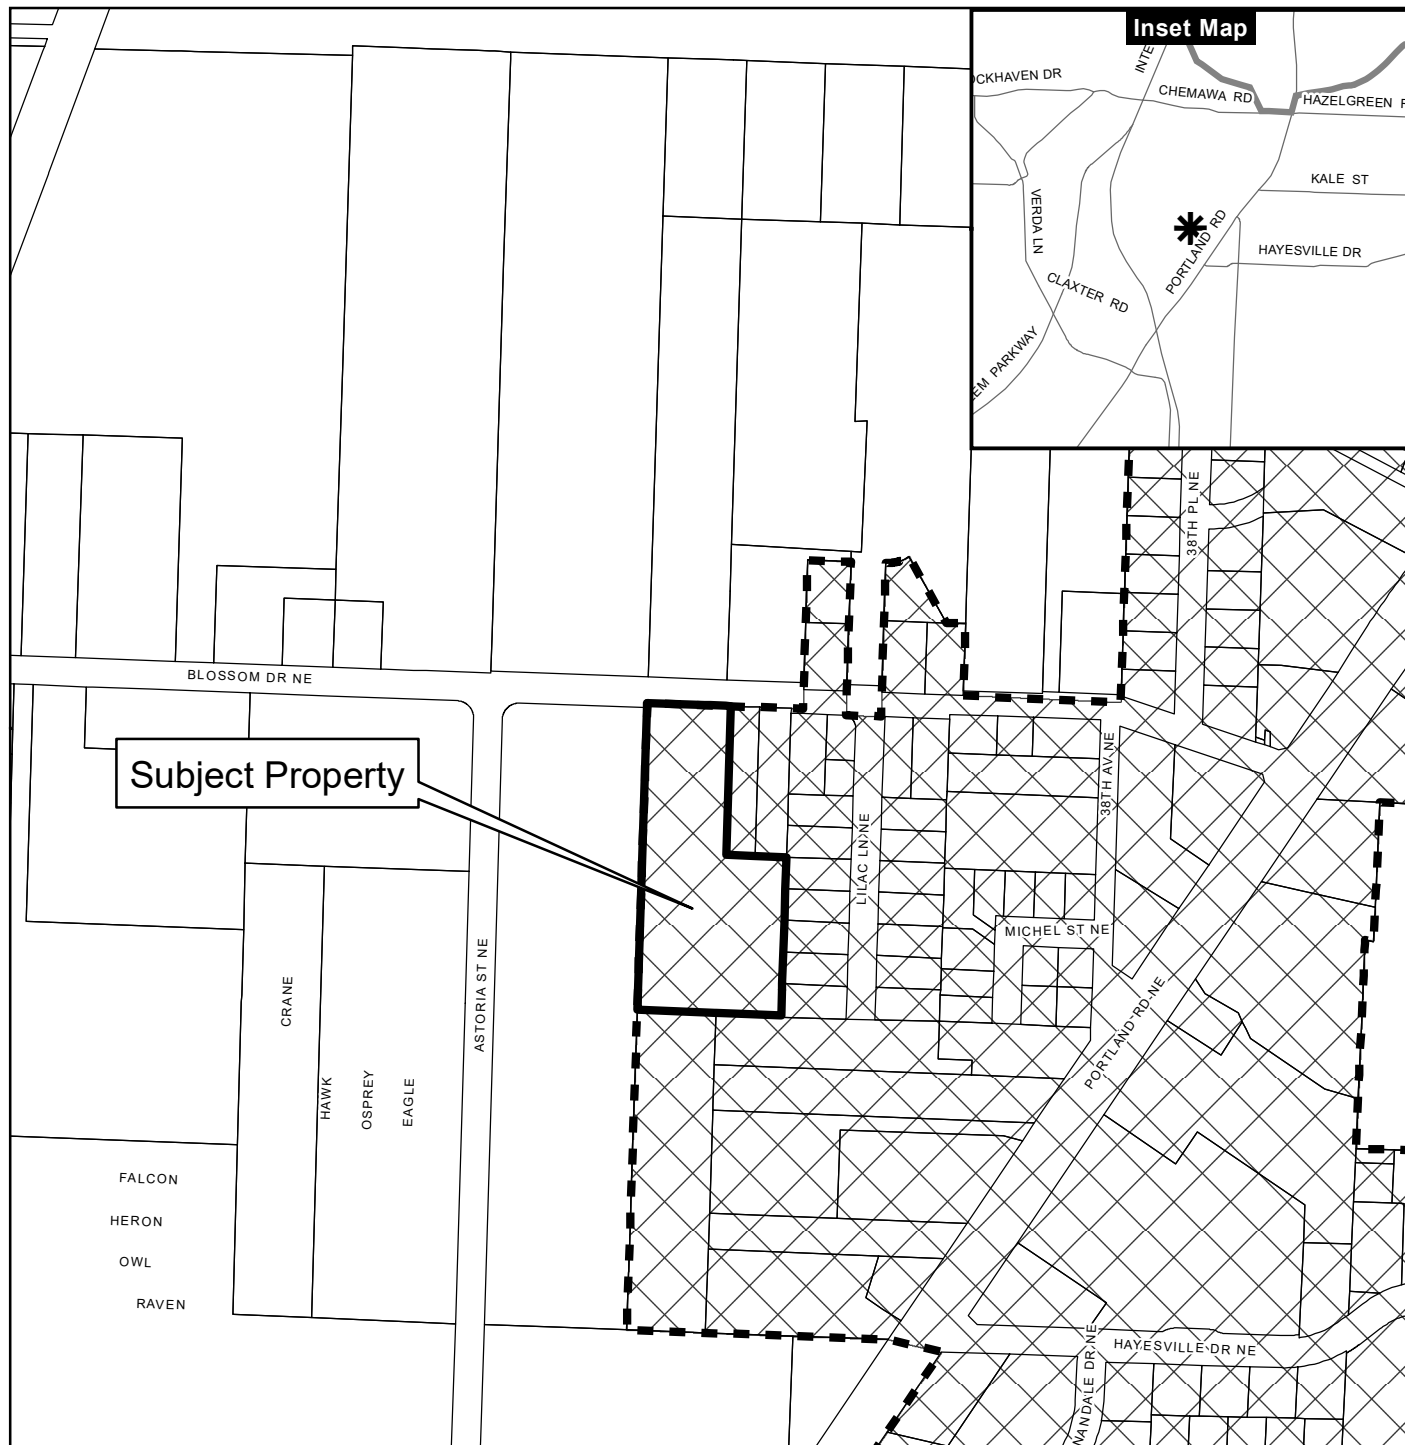 Inset Map
INTE
OCKHAVEN DR
CHEMAWA RD
HAZELGREEN R
KALE ST
VERDA LN
PORTLAND RD
HAYESVILLE DR
CLAXTER RD
EM PARKWAY
38TH PL NE
BLOSSOM DR NE
Subject Property
38TH AV NE
LILAC LN NE
MICHEL ST NE
ASTORIA ST NE
CRANE
PORTLAND RD NE
HAWK
OSPREY
EAGLE
FALCON
HERON
OWL
RAVEN
HAYESVILLE DR NE
NANDALE DR NE